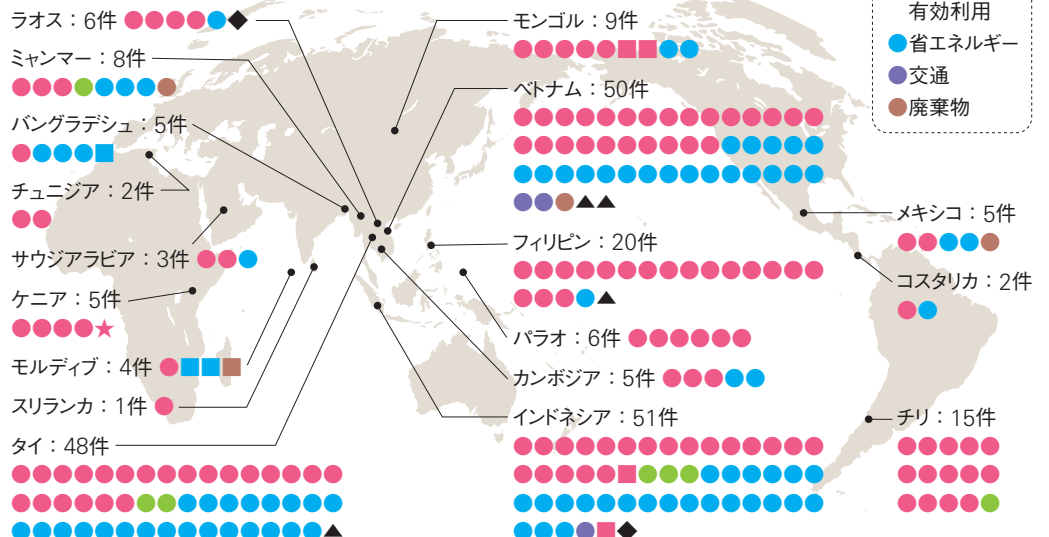 ラオス：6件
ミャンマー：8件
バングラデシュ：5件
チュニジア：2件
サウジアラビア：3件
ケニア：5件
モルディブ：4件
スリランカ：1件
タイ：48件
モンゴル：9件
ベトナム：50件
フィリピン：20件
パラオ：6件
カンボジア：5件
インドネシア：51件
有効利用
省エネルギー
交通
廃棄物
メキシコ：5件
コスタリカ：2件
チリ：15件